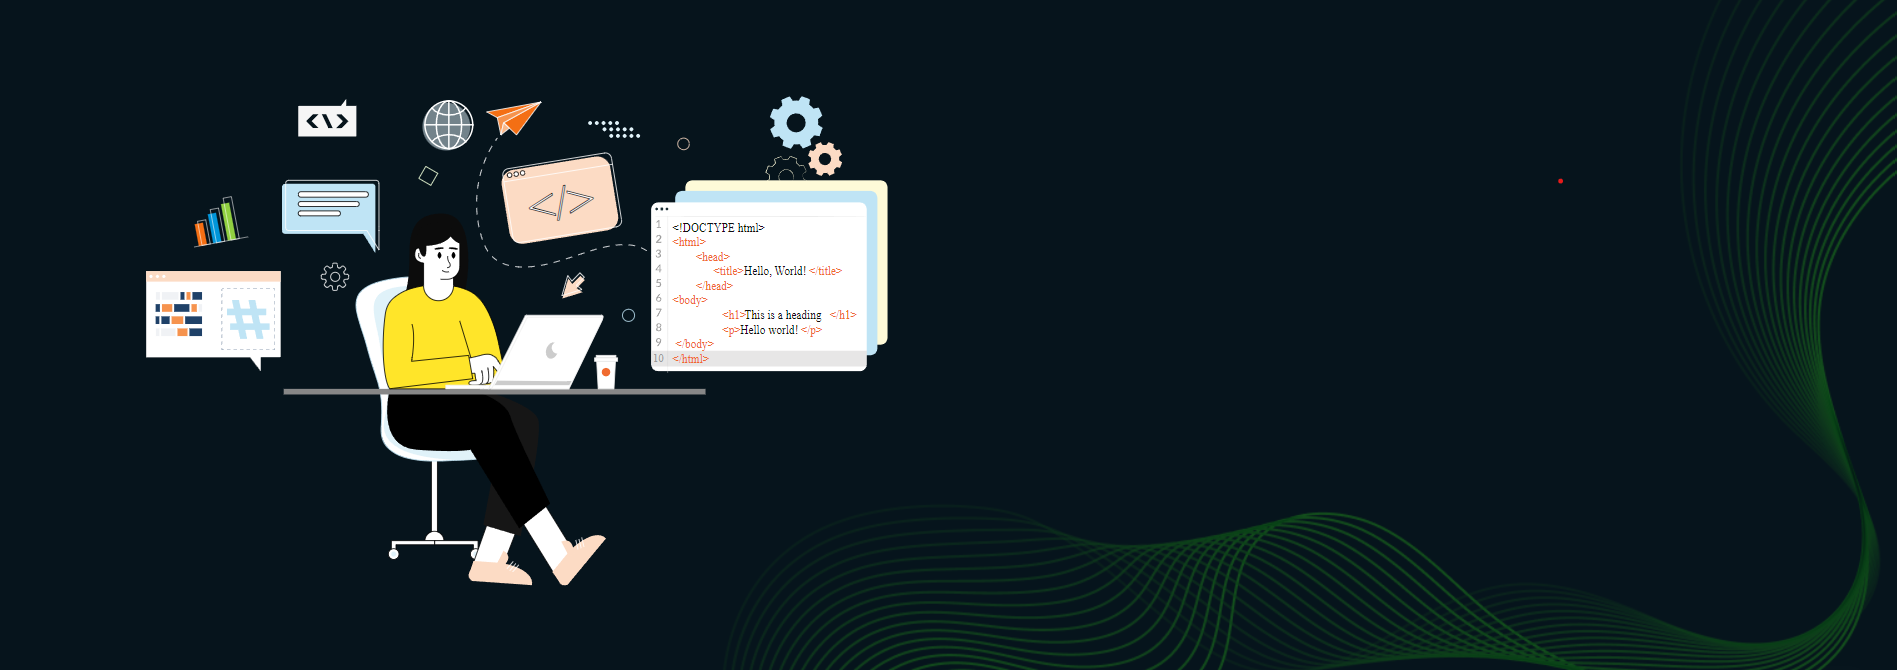 <\>
</>
#
1 <!DOCTYPE html>
2 <html>
3 <head>
4 <title>Hello, World! </title>
5 </head>
6 <body>
7 <h1>This is a heading </h1>
8 <p>Hello world! </p>
9 </body>
10 </html>